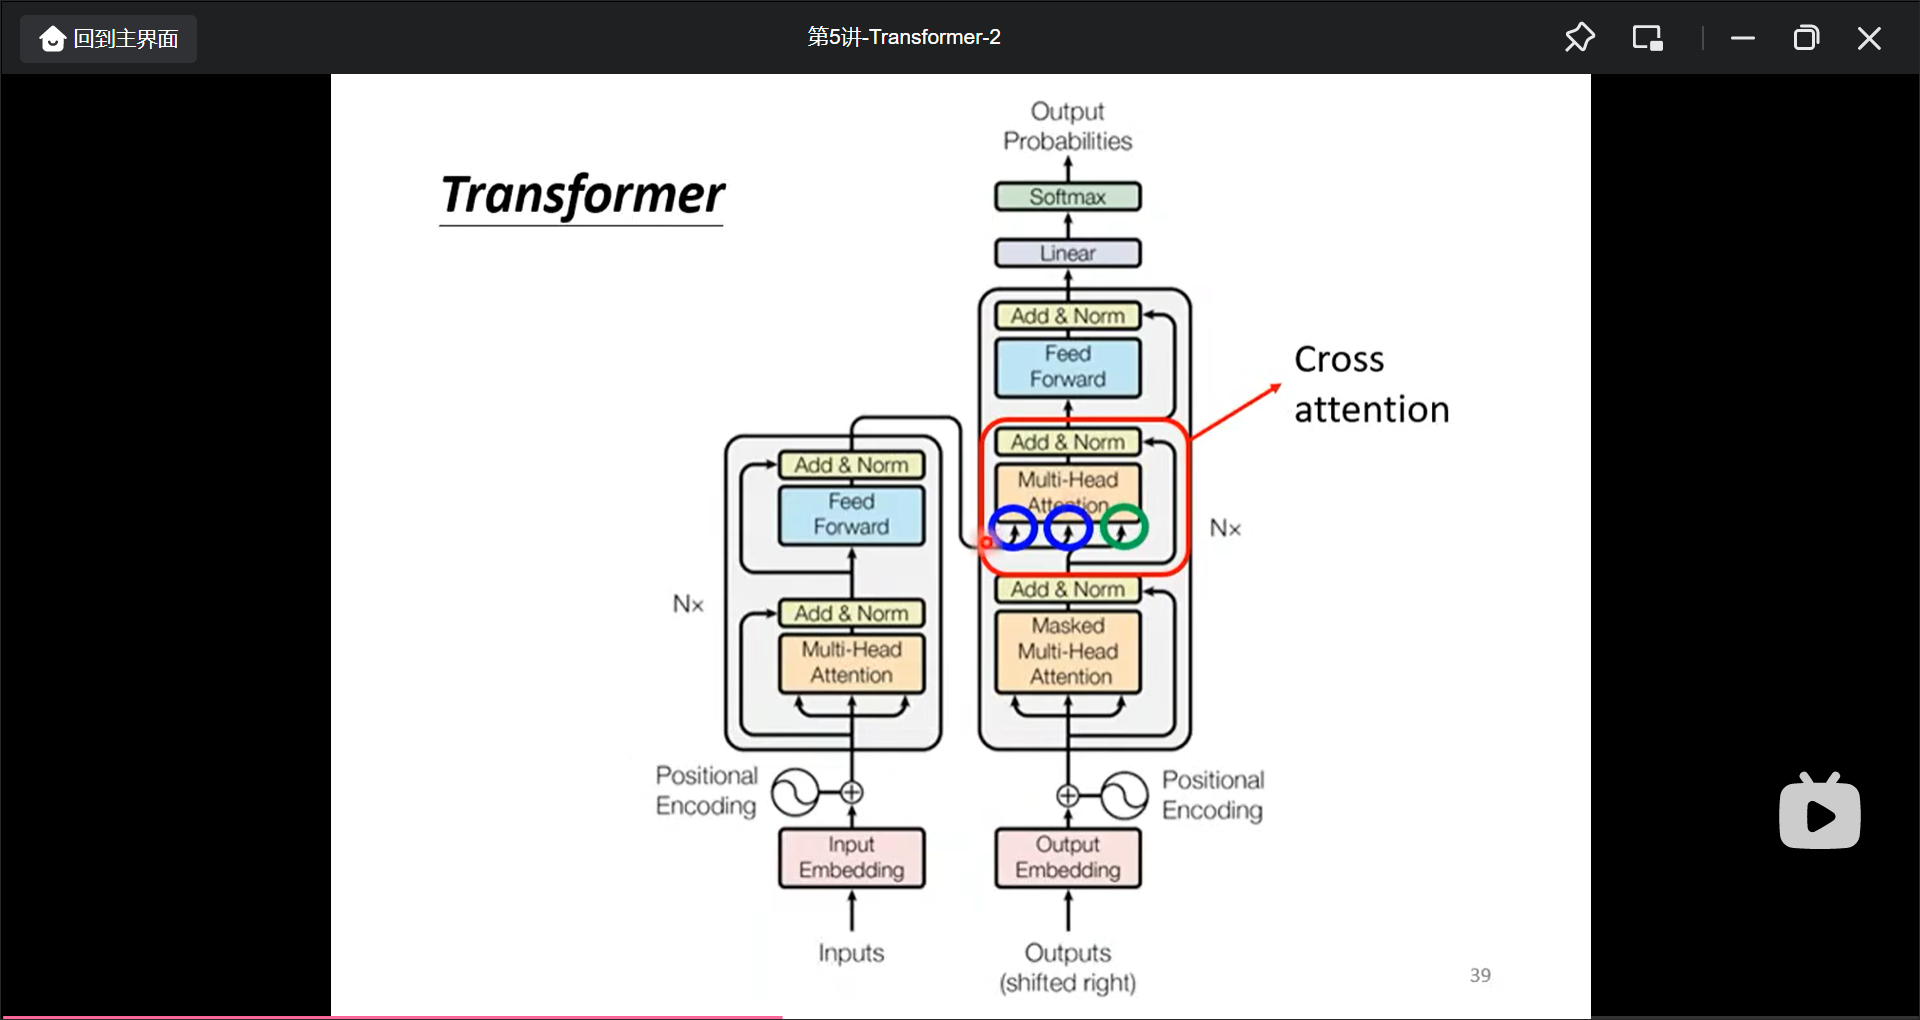 回到主界面
第5讲-Transformer-2
Transformer
Output
Probabilities
Softmax
Linear
Add & Norm
Feed
Forward
Add & Norm
Multi-Head
Attention
Nx
Add & Norm
Masked
Multi-Head
Attention
Cross
attention
Add & Norm
Feed
Forward
Nx
Add & Norm
Multi-Head
Attention
Positional
Encoding
Positional
Encoding
Input
Embedding
Output
Embedding
Inputs
Outputs
(shifted right)
39